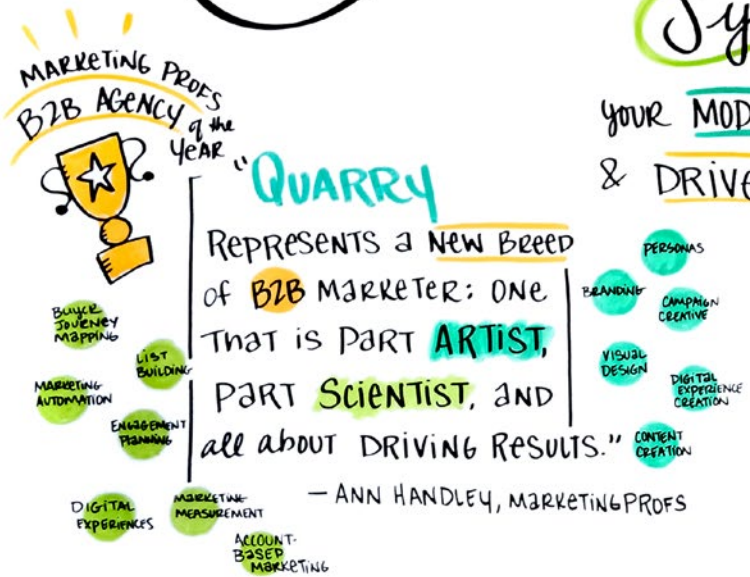 MARKETING PROFS
B2B AGENCY of the
YEAR
"QUARRY
REPRESENTS a NEW BREED
OF B2B MARKETER: ONE
THAT is PART ARTIST,
PART SCIENTIST, AND
all about DRIVING RESULTS."
— ANN HANDLEY, MARKETINGPROFS
BUYER
JOURNEY
MAPPING
LIST
BUILDING
MARKETING
AUTOMATION
ENGAGEMENT
PLANNING
DIGITAL
EXPERIENCES
MARKETING
MEASUREMENT
ACCOUNT-
BASED
MARKETING
YOUR MOD
& DRIVE
PERSONAS
BRANDING
CAMPAIGN
CREATIVE
VISUAL
DESIGN
DIGITAL
EXPERIENCE
CREATION
CONTENT
CREATION